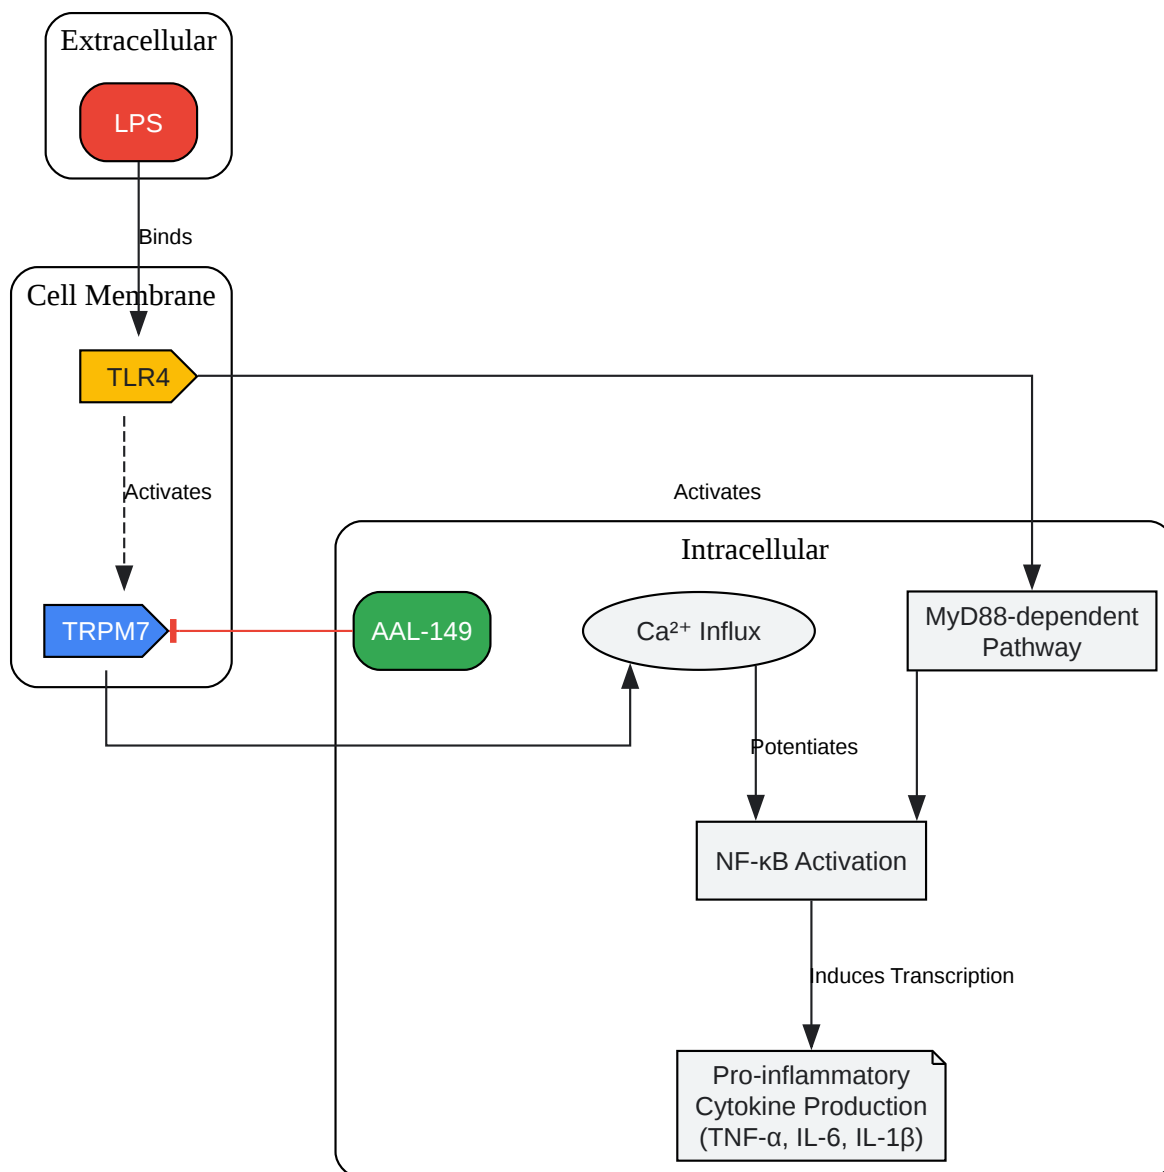 Extracellular
LPS
Binds
Cell Membrane
TLR4
Activates
Activates
Intracellular
TRPM7
AAL-149
Ca²⁺ Influx
MyD88-dependent
Pathway
Potentiates
NF-κB Activation
Induces Transcription
Pro-inflammatory
Cytokine Production
(TNF-α, IL-6, IL-1β)